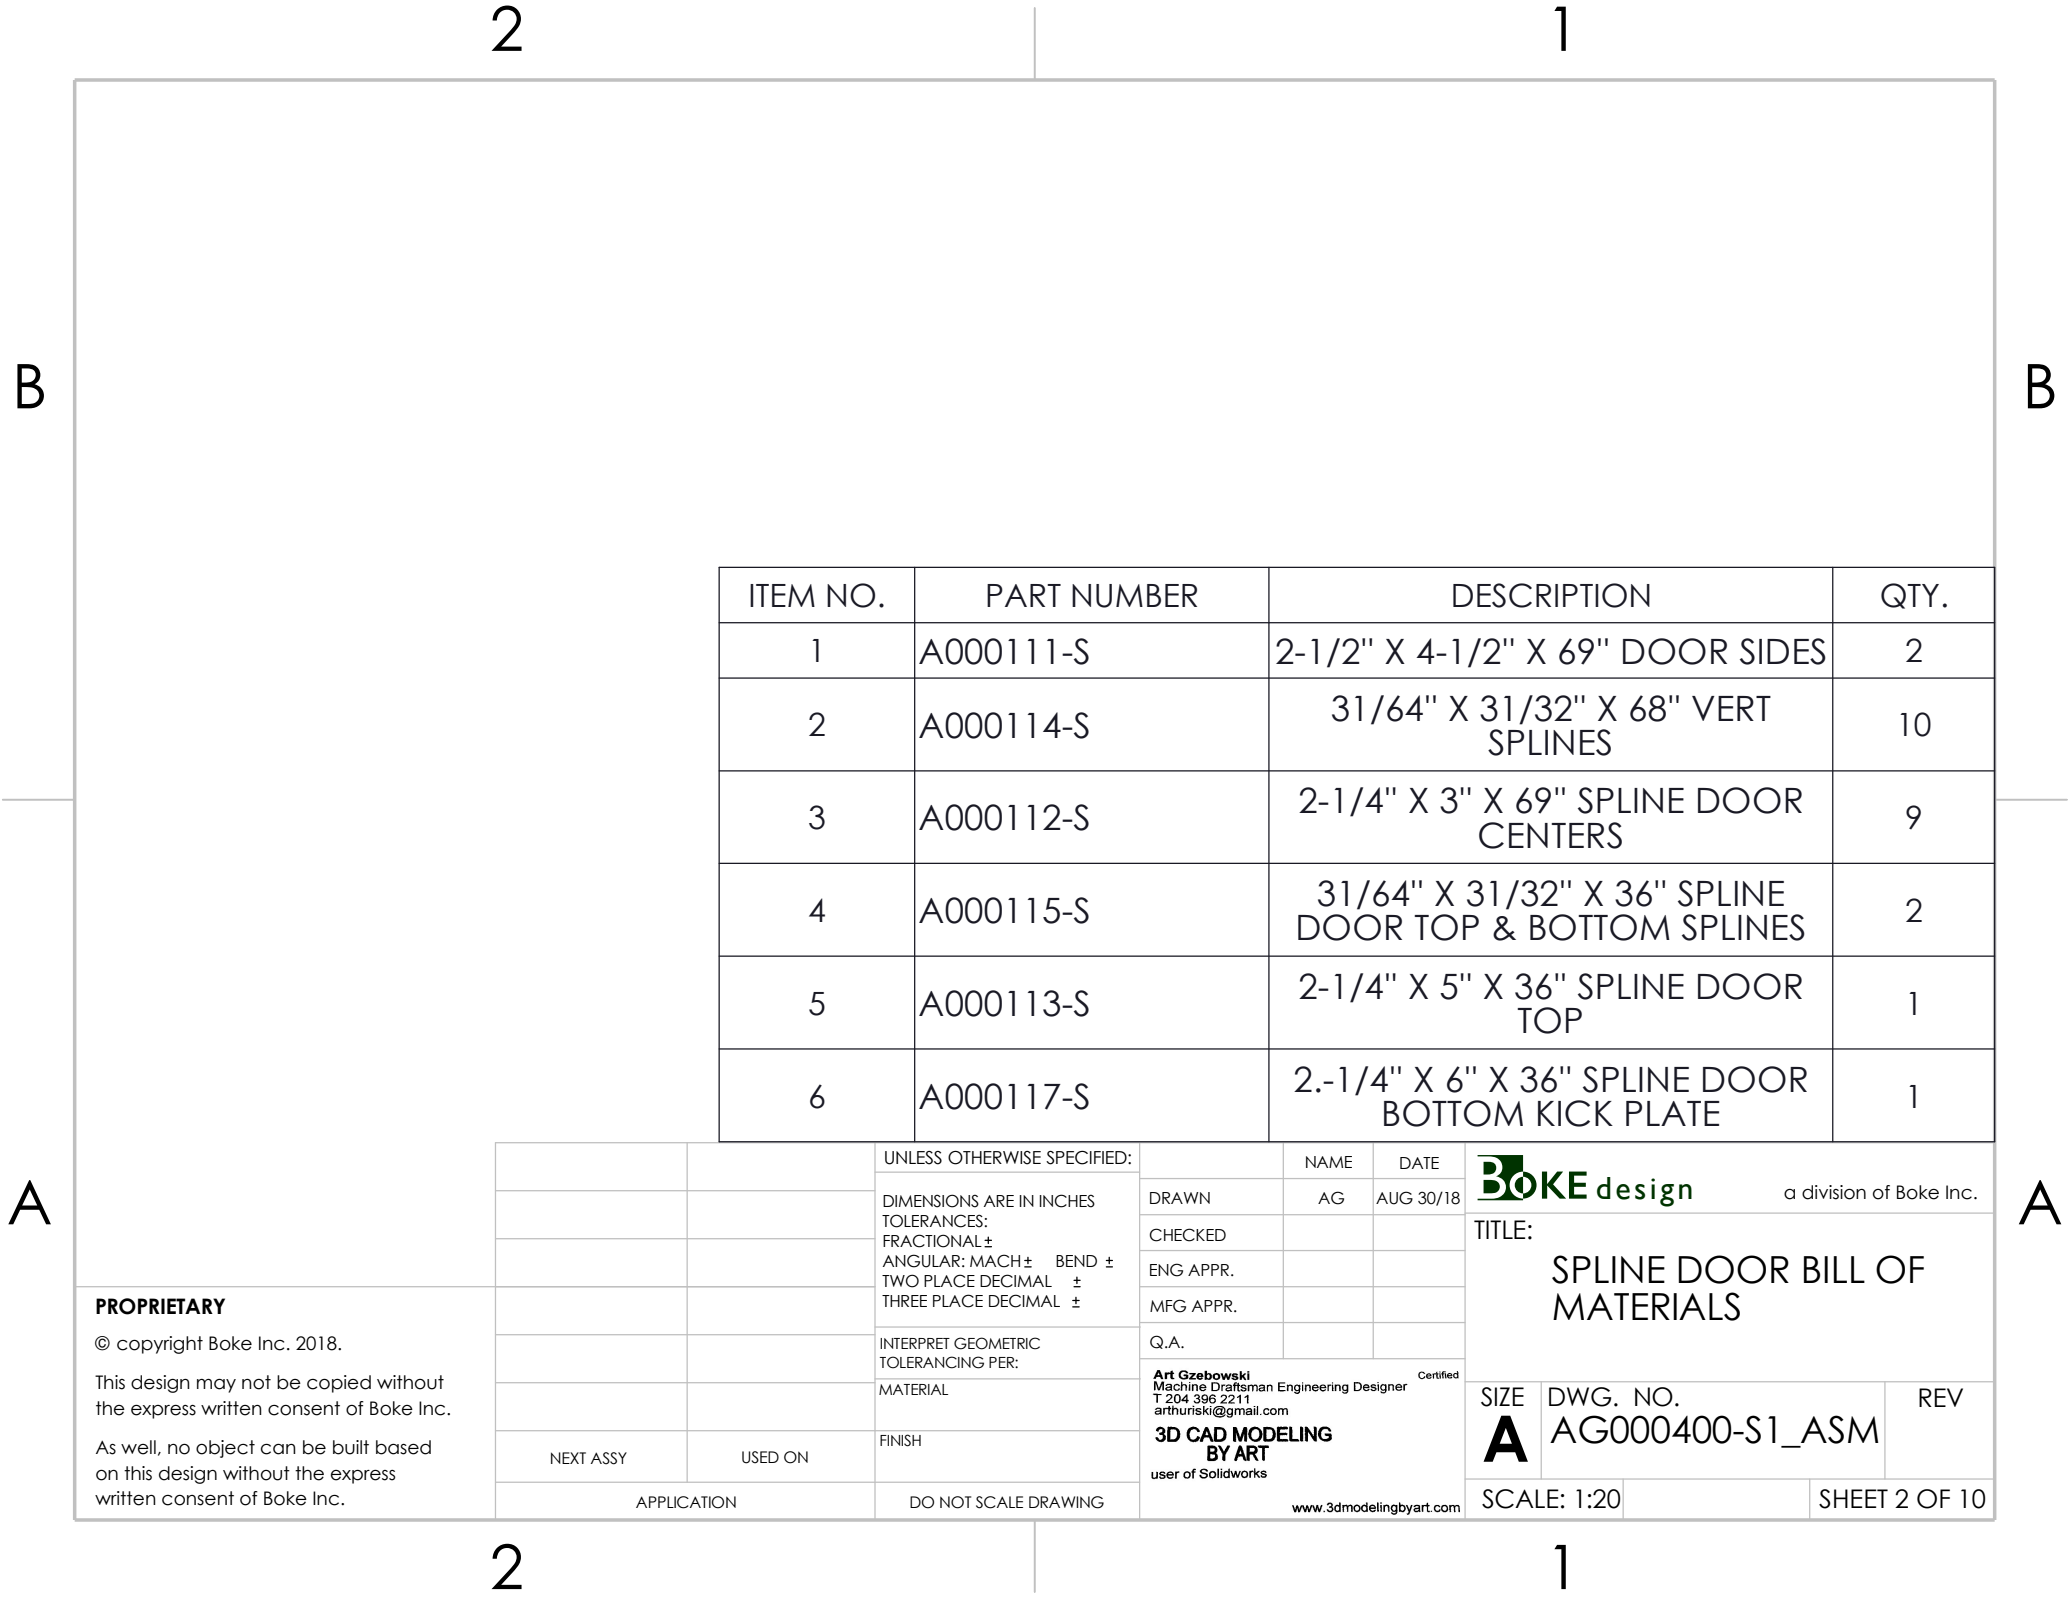 2 1
B B
ITEM NO. PART NUMBER DESCRIPTION QTY.
1 A000111-S 2-1/2" X 4-1/2" X 69" DOOR SIDES 2
2 A000114-S 31/64" X 31/32" X 68" VERT
SPLINES 10
3 A000112-S 2-1/4" X 3" X 69" SPLINE DOOR
CENTERS 9
4 A000115-S 31/64" X 31/32" X 36" SPLINE
DOOR TOP & BOTTOM SPLINES 2
5 A000113-S 2-1/4" X 5" X 36" SPLINE DOOR
TOP 1
6 A000117-S 2.-1/4" X 6" X 36" SPLINE DOOR
BOTTOM KICK PLATE 1
A A
PROPRIETARY
© copyright Boke Inc. 2018.
This design may not be copied without
the express written consent of Boke Inc.
As well, no object can be built based
on this design without the express
written consent of Boke Inc.
NEXT ASSY USED ON
APPLICATION
UNLESS OTHERWISE SPECIFIED:
DIMENSIONS ARE IN INCHES
TOLERANCES:
FRACTIONAL±
ANGULAR: MACH± BEND ±
TWO PLACE DECIMAL ±
THREE PLACE DECIMAL ±
INTERPRET GEOMETRIC
TOLERANCING PER:
MATERIAL
FINISH
DO NOT SCALE DRAWING
NAME DATE
DRAWN AG AUG 30/18
CHECKED
ENG APPR.
MFG APPR.
Q.A.
Art Gzebowski Certified
Machine Draftsman Engineering Designer
T 204 396 2211
arthuriski@gmail.com
3D CAD MODELING
BY ART
user of Solidworks
www.3dmodelingbyart.com
BOKE design a division of Boke Inc.
TITLE:
SPLINE DOOR BILL OF
MATERIALS
SIZE DWG. NO. REV
A AG000400-S1_ASM
SCALE: 1:20 SHEET 2 OF 10
2 1